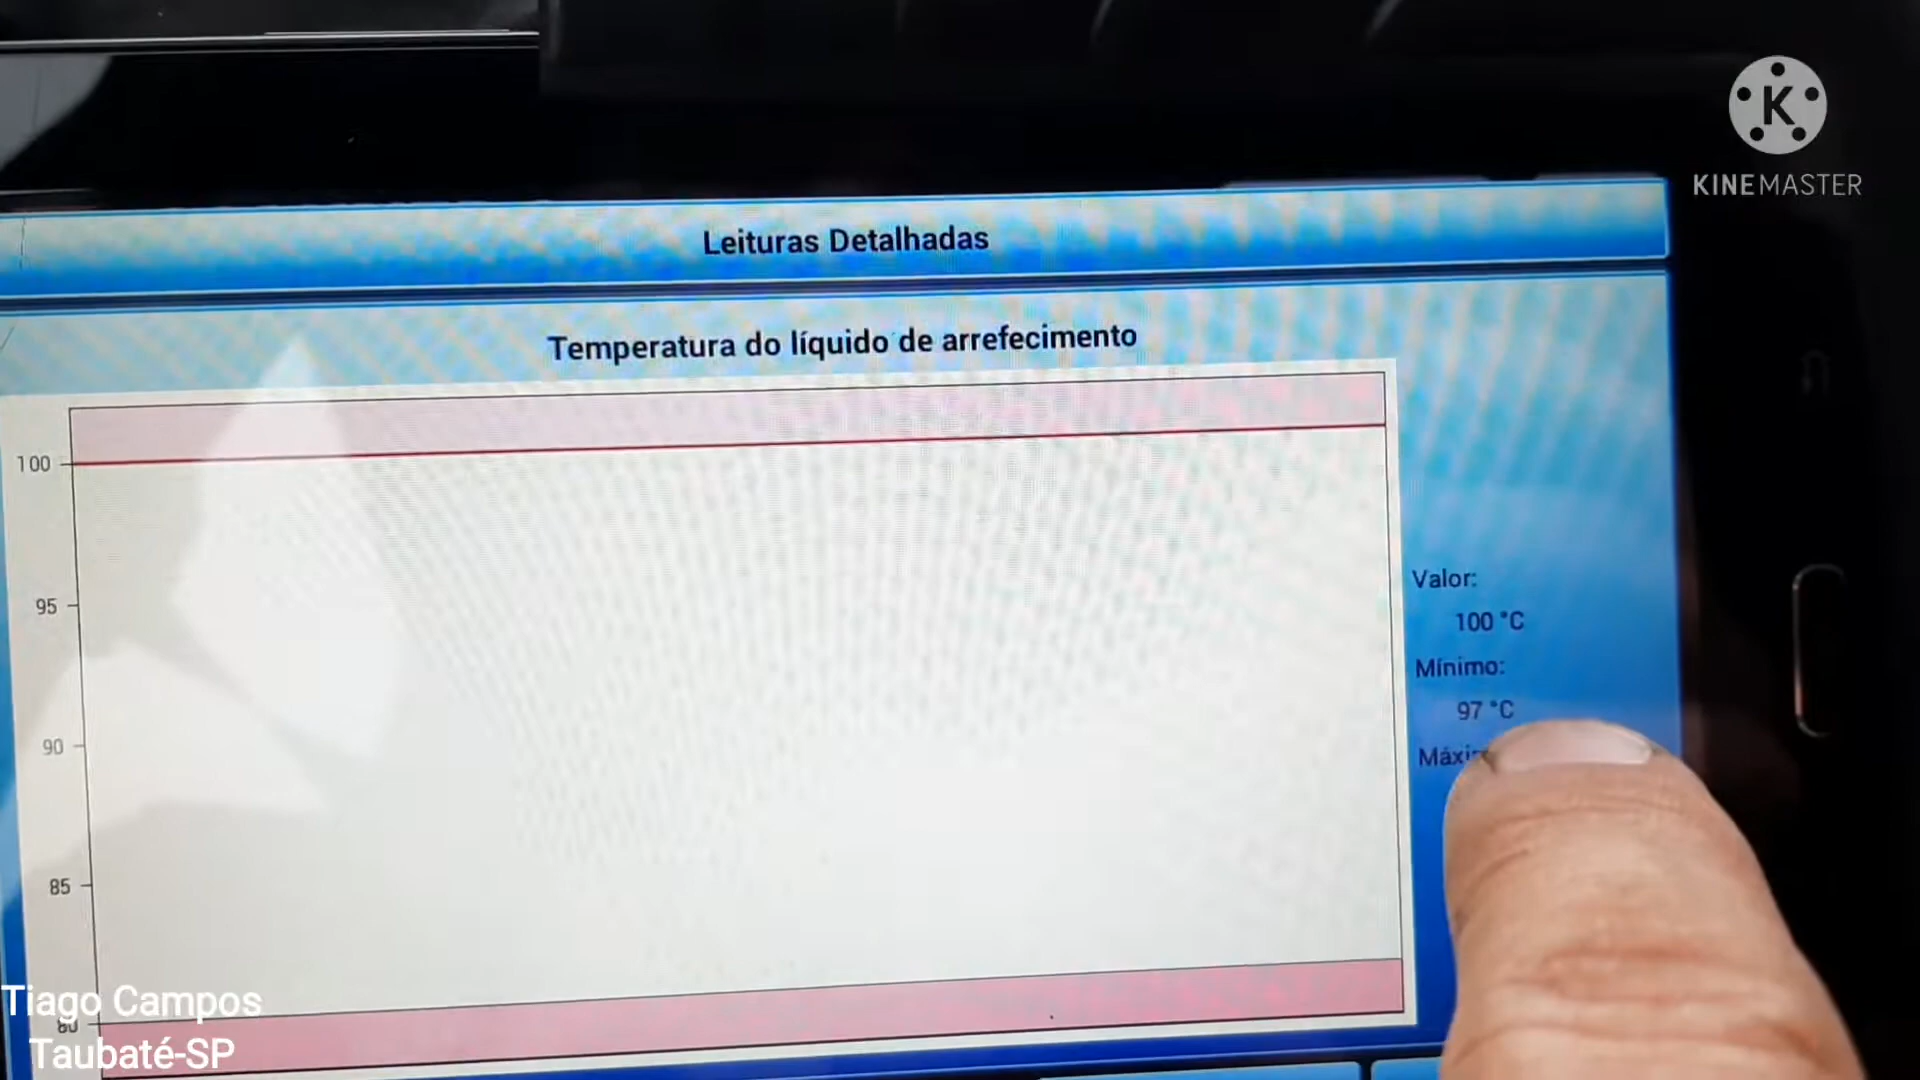 K
KINEMASTER
Leituras Detalhadas
Temperatura do líquido de arrefecimento
100
95
90
85
80
Valor:
100 °C
Mínimo:
97 °C
Tiago Campos
Taubaté-SP